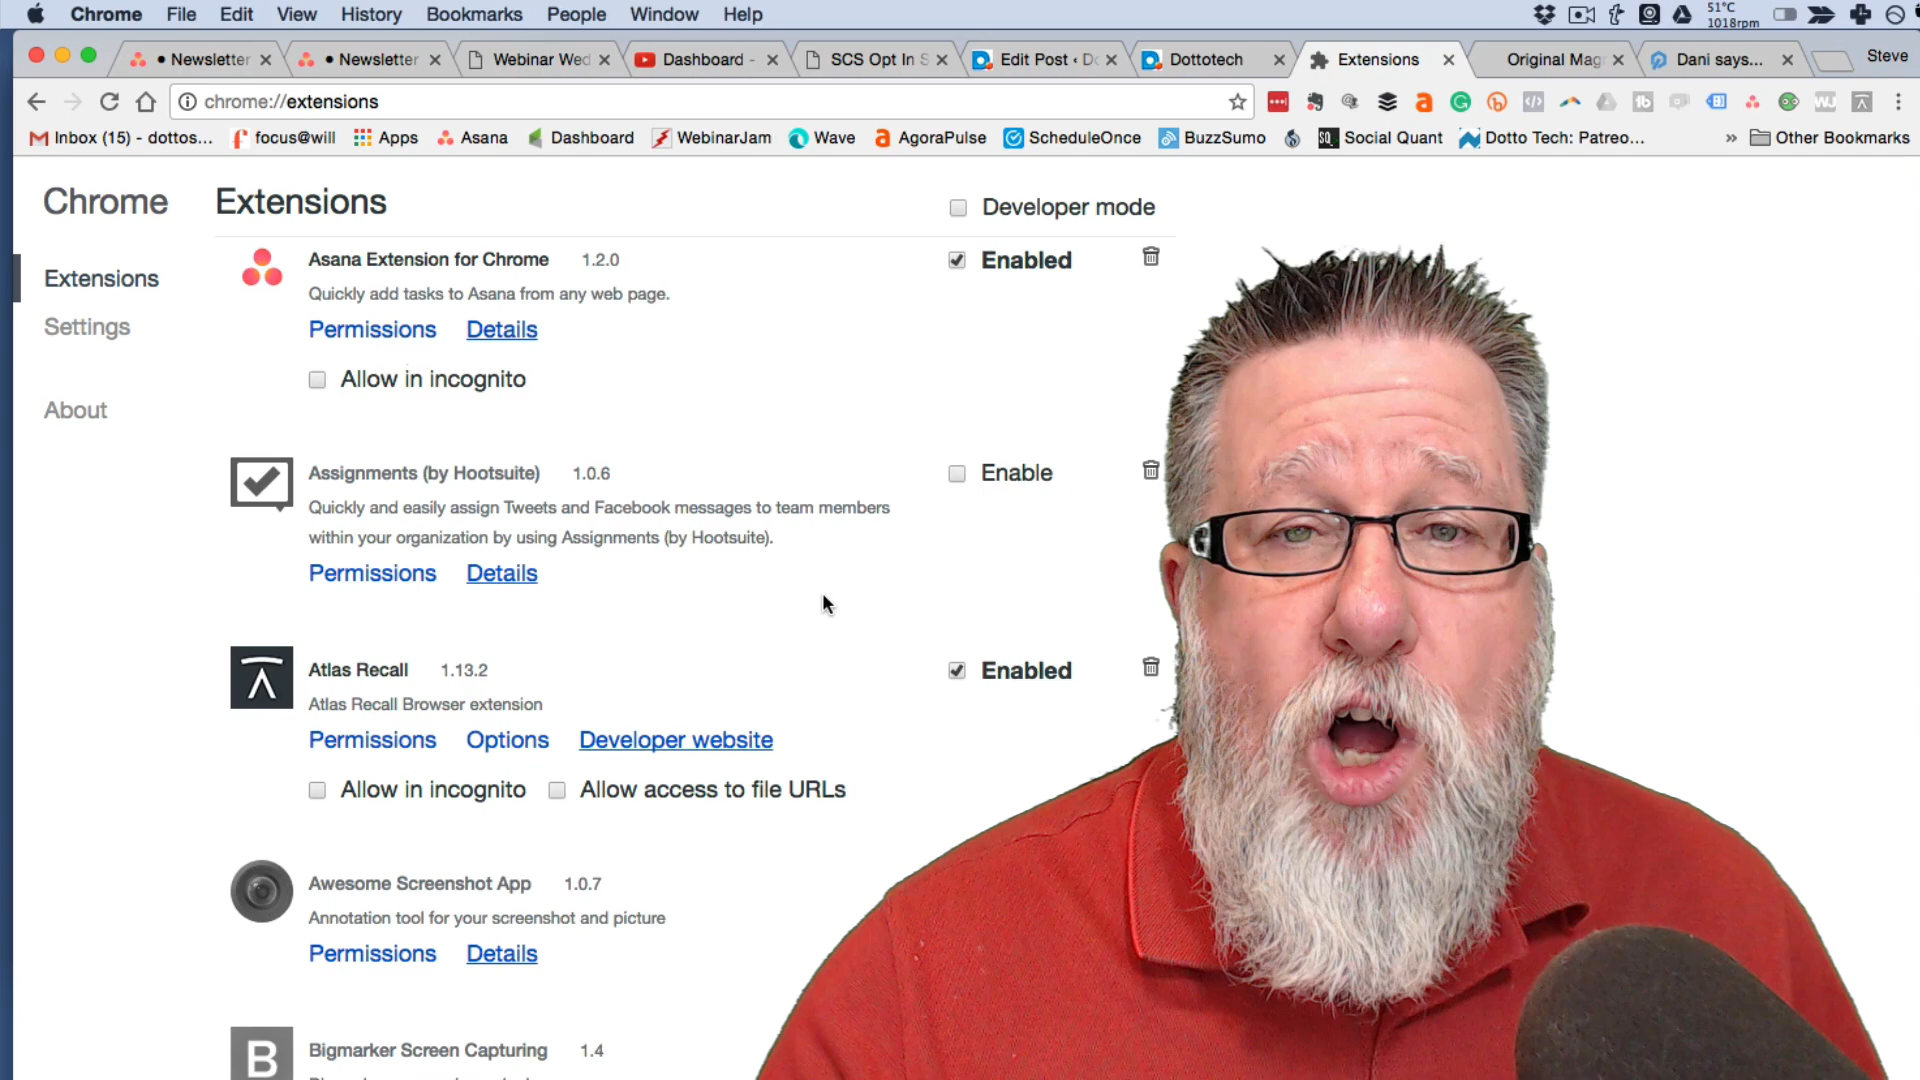 Chrome File Edit View History Bookmarks People Window Help 51°C 1018rpm
• Newsletter • Newsletter Webinar Wed Dashboard - SCS Opt In S Edit Post ‹ Do Dottotech Extensions Original Mag Dani says... Steve
chrome://extensions
Inbox (15) - dottos... focus@will Apps Asana Dashboard WebinarJam Wave AgoraPulse ScheduleOnce BuzzSumo Social Quant Dotto Tech: Patreo... » Other Bookmarks
Chrome Extensions Developer mode
Asana Extension for Chrome 1.2.0 Enabled
Extensions
Quickly add tasks to Asana from any web page.
Settings
Permissions Details
Allow in incognito
About
Assignments (by Hootsuite) 1.0.6 Enable
Quickly and easily assign Tweets and Facebook messages to team members
within your organization by using Assignments (by Hootsuite).
Permissions Details
Atlas Recall 1.13.2 Enabled
Atlas Recall Browser extension
Permissions Options Developer website
Allow in incognito Allow access to file URLs
Awesome Screenshot App 1.0.7
Annotation tool for your screenshot and picture
Permissions Details
B Bigmarker Screen Capturing 1.4